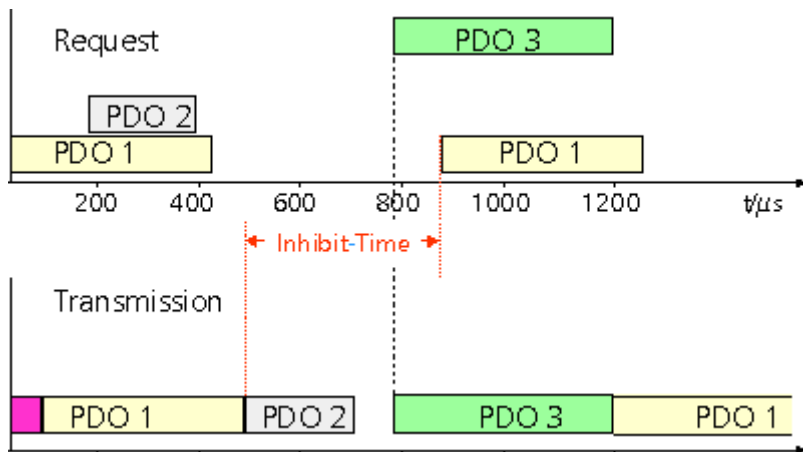 Request
PDO 3
PDO 2
PDO 1
PDO 1
200 400 600 800 1000 1200 t/µs
Inhibit-Time
Transmission
PDO 1 PDO 2 PDO 3 PDO 1